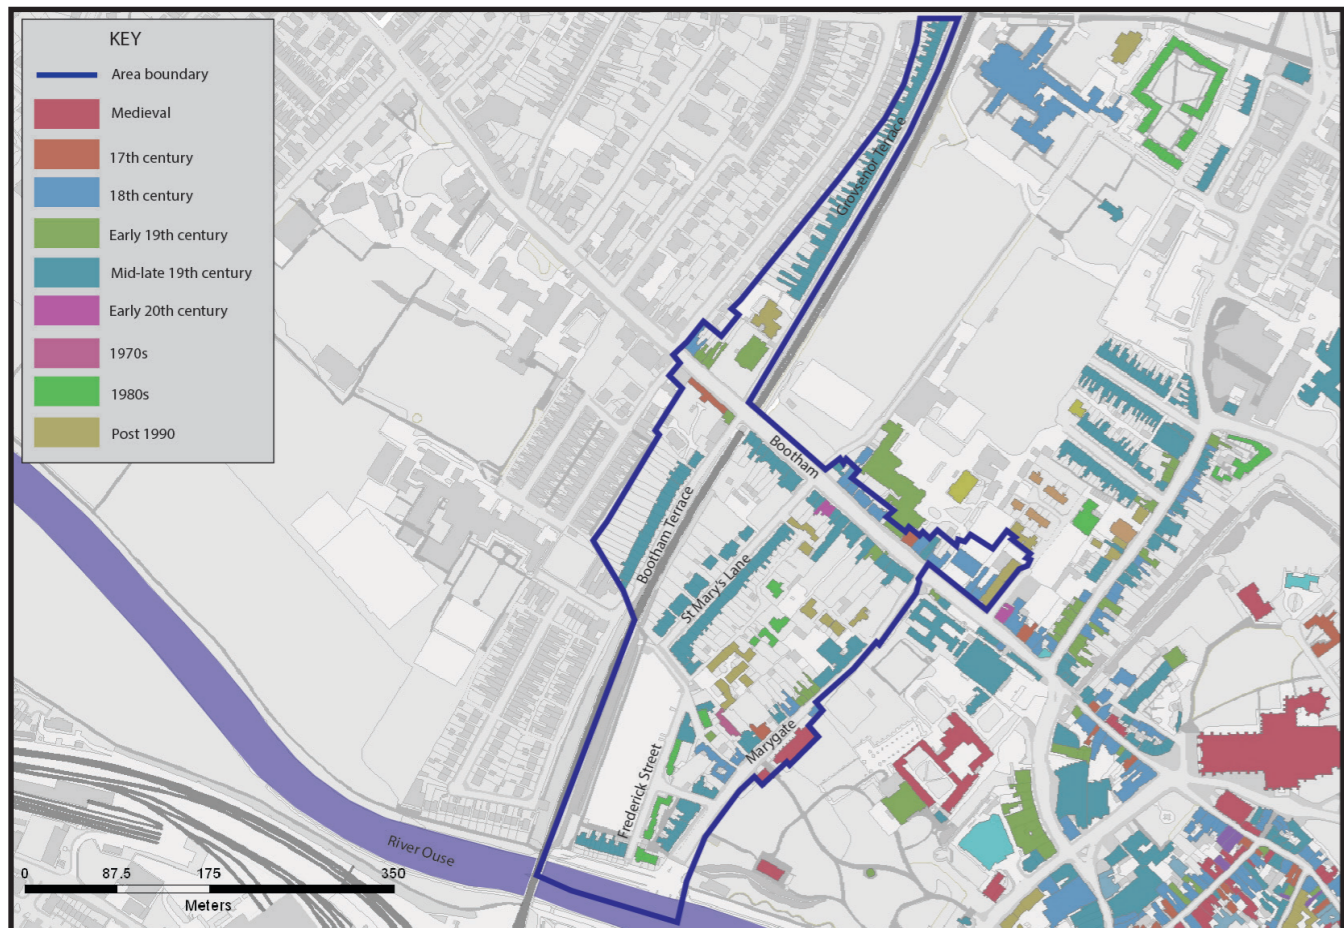 KEY
Area boundary
Medieval
17th century
18th century
Early 19th century
Mid-late 19th century
Early 20th century
1970s
1980s
Post 1990
Grovsenor Terrace
Bootham
Bootham Terrace
St Mary's Lane
Marygate
Frederick Street
River Ouse
0 87.5 175 350
Meters